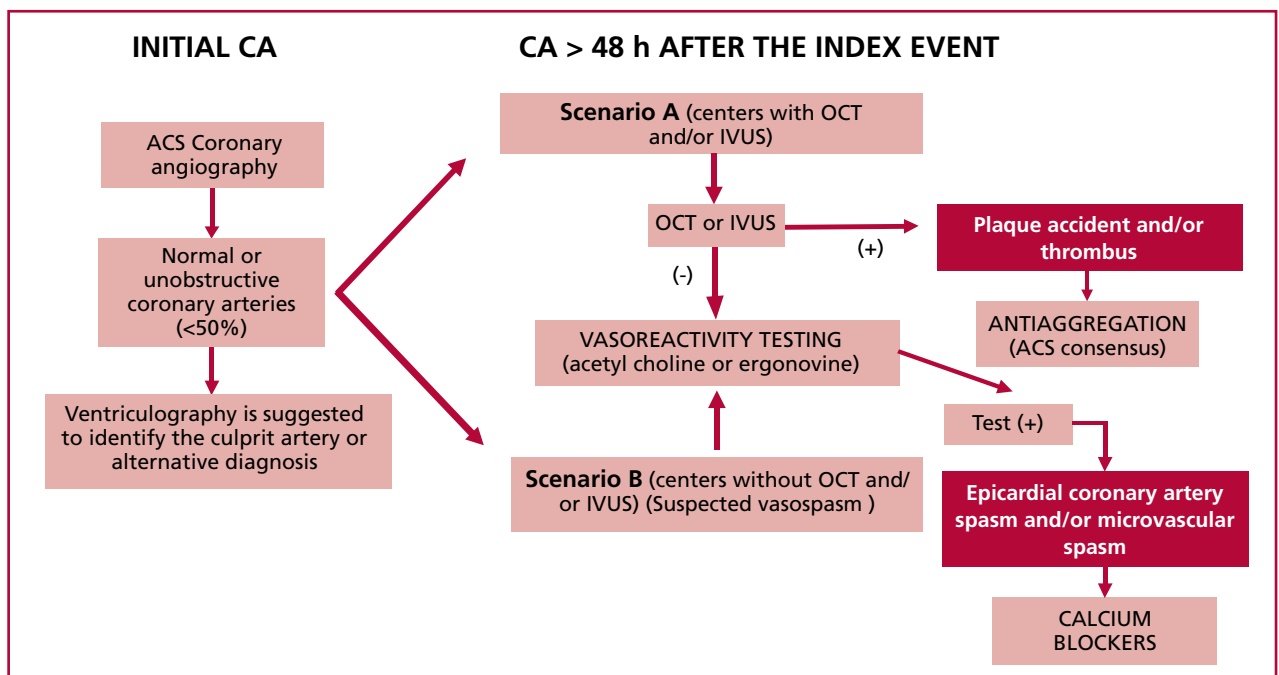 INITIAL CA
CA > 48 h AFTER THE INDEX EVENT
ACS Coronary
angiography
Normal or
unobstructive
coronary arteries
(<50%)
Ventriculography is suggested
to identify the culprit artery or
alternative diagnosis
Scenario A (centers with OCT
and/or IVUS)
OCT or IVUS
(+)
(-)
Plaque accident and/or
thrombus
ANTIAGGREGATION
(ACS consensus)
VASOREACTIVITY TESTING
(acetyl choline or ergonovine)
Scenario B (centers without OCT and/
or IVUS) (Suspected vasospasm )
Test (+)
Epicardial coronary artery
spasm and/or microvascular
spasm
CALCIUM
BLOCKERS